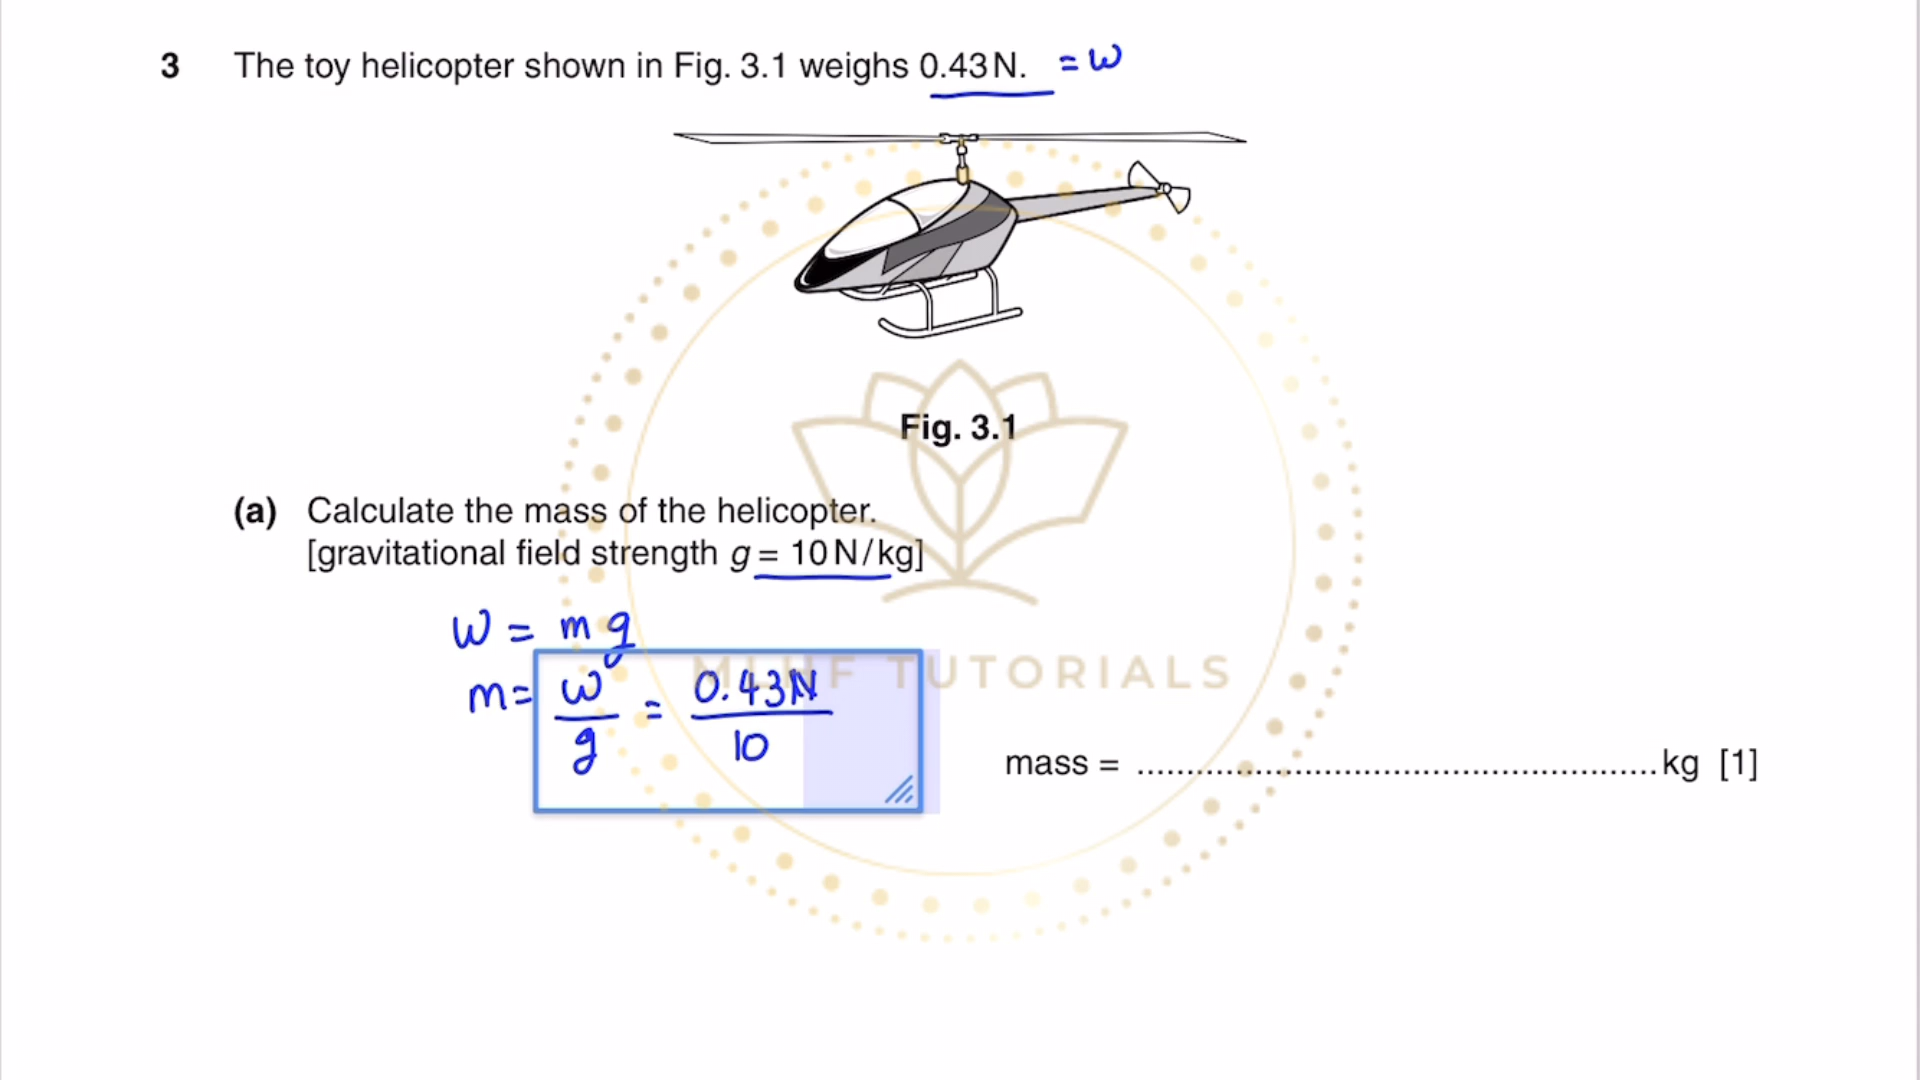 3 The toy helicopter shown in Fig. 3.1 weighs 0.43 N. = W
Fig. 3.1
(a) Calculate the mass of the helicopter.
[gravitational field strength g = 10 N/kg]
W = mg
m = W/g = 0.43N/10
MLHF TUTORIALS
mass = ...................................................... kg [1]